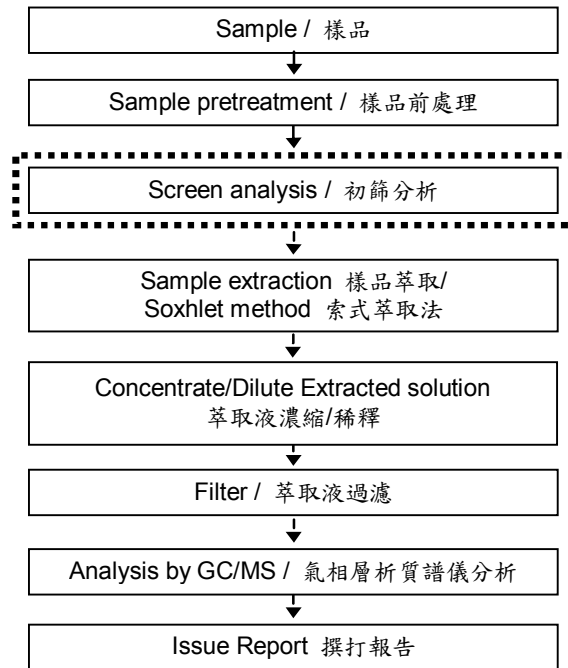 Sample / 樣品
Sample pretreatment / 樣品前處理
Screen analysis / 初篩分析
Sample extraction 樣品萃取/
Soxhlet method 索式萃取法
Concentrate/Dilute Extracted solution
萃取液濃縮/稀釋
Filter / 萃取液過濾
Analysis by GC/MS / 氣相層析質譜儀分析
Issue Report 撰打報告